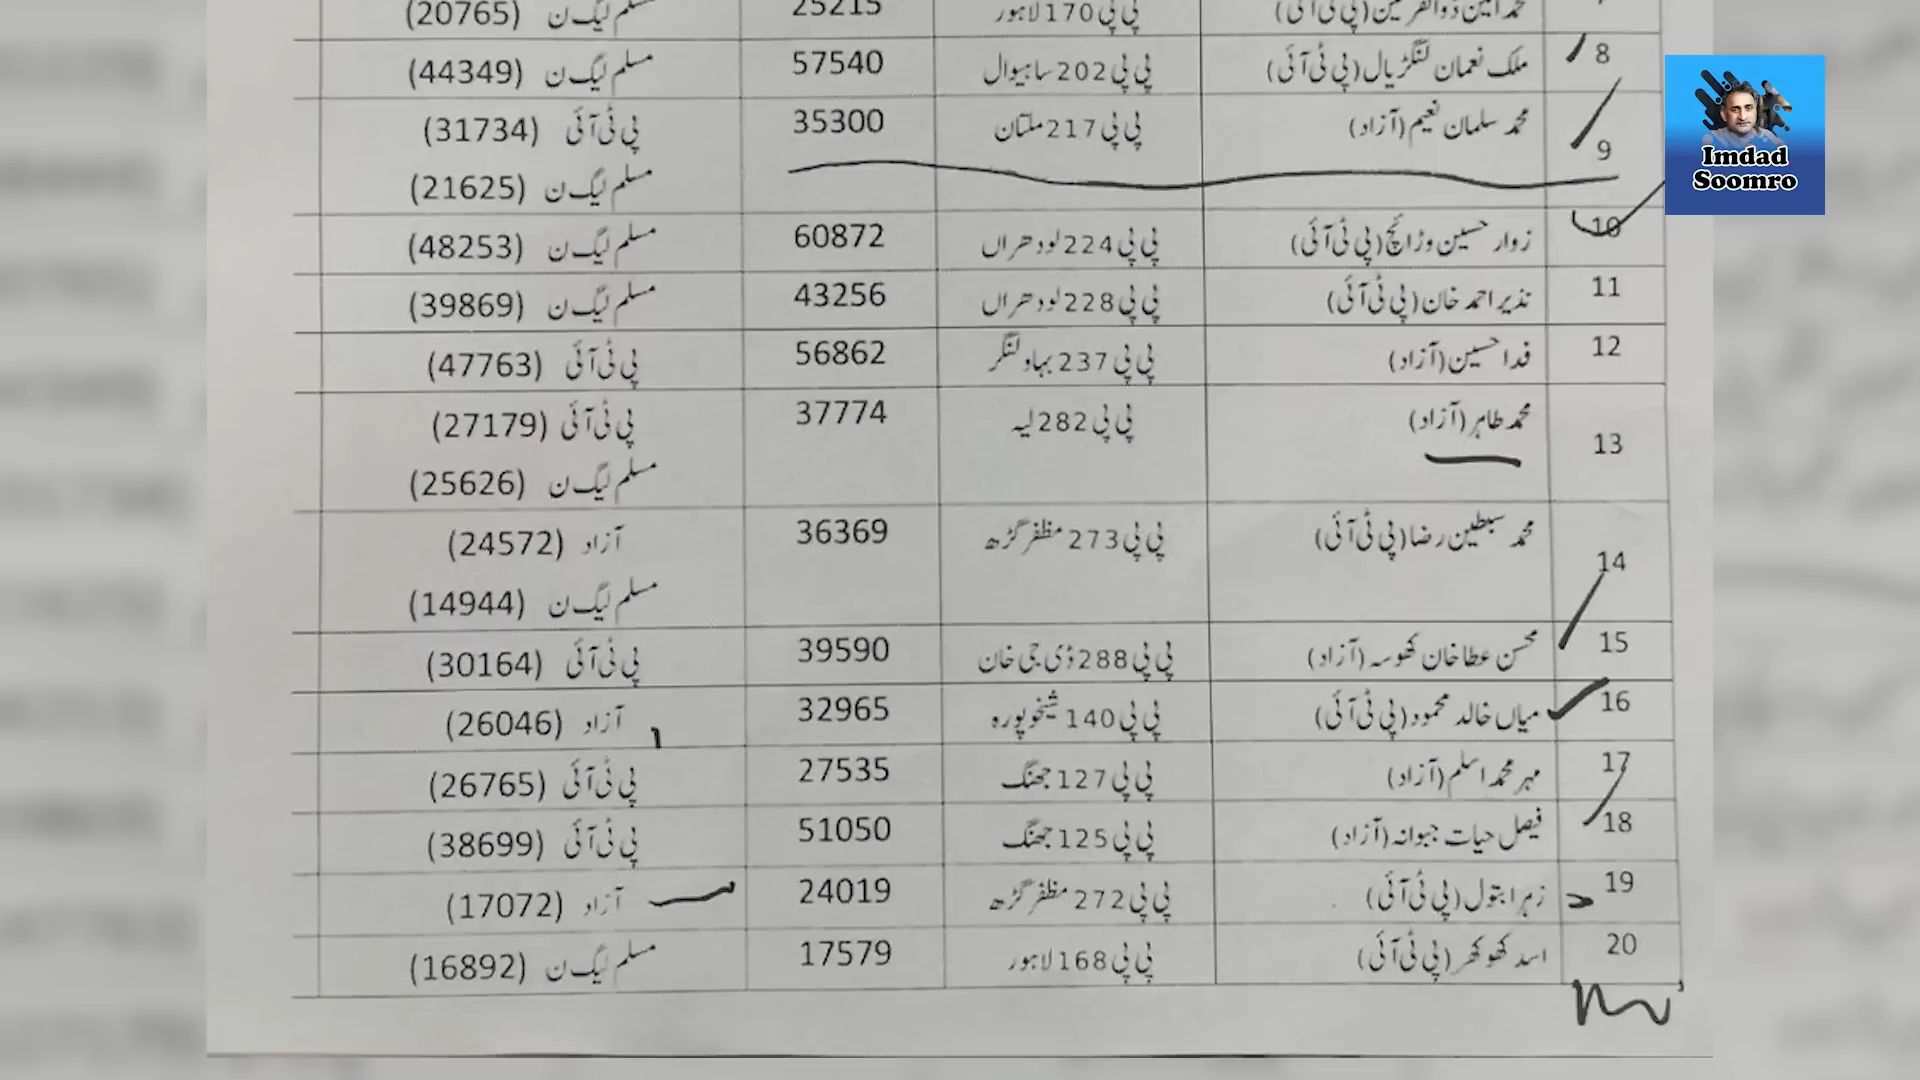 محمد امین ذوالقرنین (پی ٹی آئی) پی پی 170 لاہور 25215 مسلم لیگ ن (20765)
8 ملک نعمان لنگڑیال (پی ٹی آئی) پی پی 202 ساہیوال 57540 مسلم لیگ ن (44349)
9 محمد سلمان نعیم (آزاد) پی پی 217 ملتان 35300 پی ٹی آئی (31734)
مسلم لیگ ن (21625)
10 زوار حسین وڑائچ (پی ٹی آئی) پی پی 224 لودھراں 60872 مسلم لیگ ن (48253)
11 نذیر احمد خان (پی ٹی آئی) پی پی 228 لودھراں 43256 مسلم لیگ ن (39869)
12 فدا حسین (آزاد) پی پی 237 بہاولنگر 56862 پی ٹی آئی (47763)
13 محمد طاہر (آزاد) پی پی 282 لیہ 37774 پی ٹی آئی (27179)
مسلم لیگ ن (25626)
14 محمد سبطین رضا (پی ٹی آئی) پی پی 273 مظفر گڑھ 36369 آزاد (24572)
مسلم لیگ ن (14944)
15 محسن عطا خان کھوسہ (آزاد) پی پی 288 ڈی جی خان 39590 پی ٹی آئی (30164)
16 میاں خالد محمود (پی ٹی آئی) پی پی 140 شیخوپورہ 32965 آزاد (26046)
17 مہر محمد اسلم (آزاد) پی پی 127 جھنگ 27535 پی ٹی آئی (26765)
18 فیصل حیات جبوانہ (آزاد) پی پی 125 جھنگ 51050 پی ٹی آئی (38699)
19 زہرا بتول (پی ٹی آئی) پی پی 272 مظفر گڑھ 24019 آزاد (17072)
20 اسد کھوکھر (پی ٹی آئی) پی پی 168 لاہور 17579 مسلم لیگ ن (16892)
Imdad
Soomro